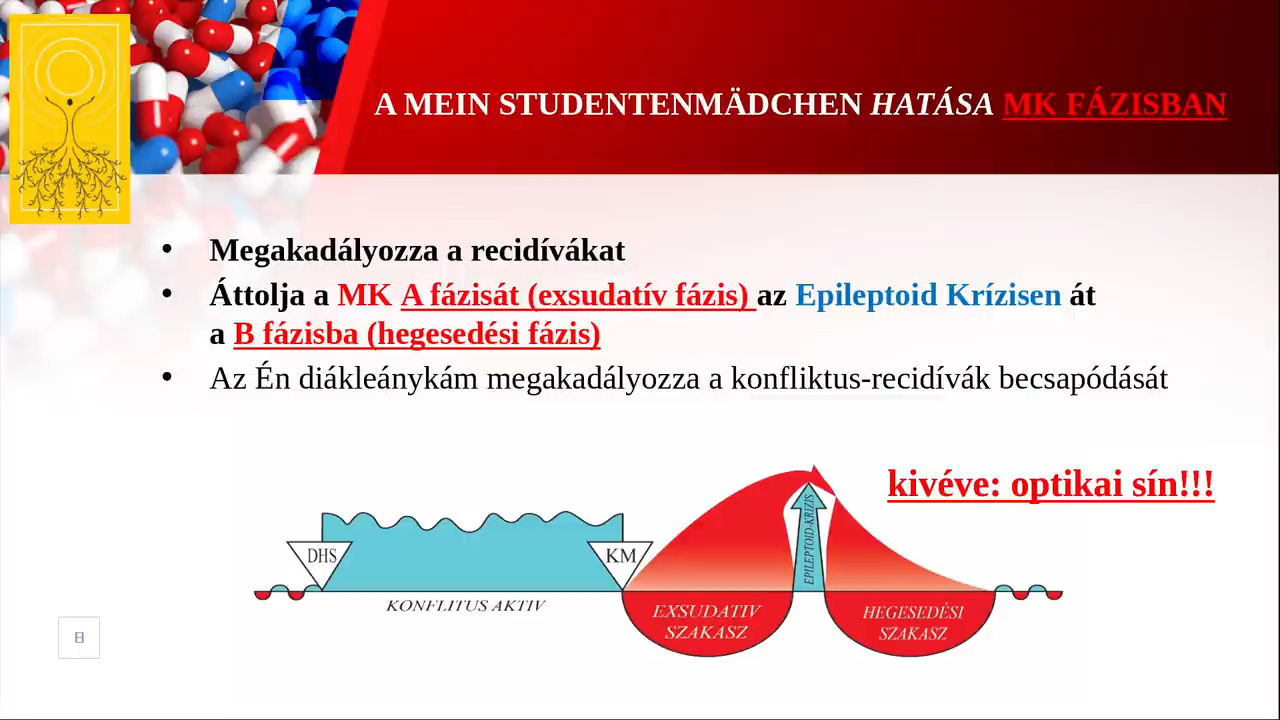 A MEIN STUDENTENMÄDCHEN HATÁSA MK FÁZISBAN
• Megakadályozza a recidívákat
• Áttolja a MK A fázisát (exsudatív fázis) az Epileptoid Krízisen át
a B fázisba (hegesedési fázis)
• Az Én diákleánykám megakadályozza a konfliktus-recidívák becsapódását
kivéve: optikai sín!!!
DHS
KM
EPILEPTOID-KRIZIS
KONFLITUS AKTIV
EXSUDATIV
SZAKASZ
HEGESEDÉSI
SZAKASZ